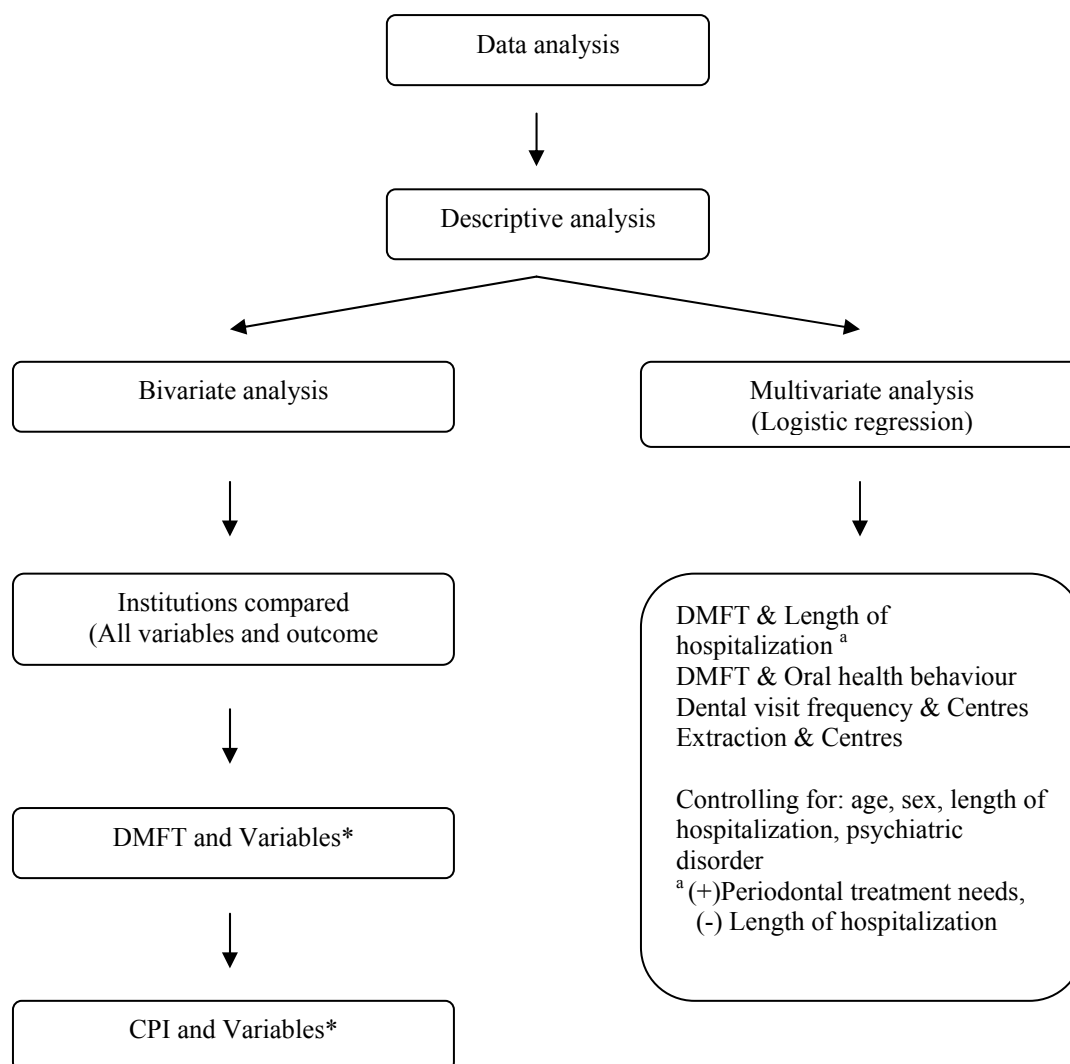 Data analysis
Descriptive analysis
Bivariate analysis
Multivariate analysis
(Logistic regression)
Institutions compared
(All variables and outcome
DMFT and Variables*
CPI and Variables*
DMFT & Length of
hospitalization a
DMFT & Oral health behaviour
Dental visit frequency & Centres
Extraction & Centres
Controlling for: age, sex, length of
hospitalization, psychiatric
disorder
a (+)Periodontal treatment needs,
(-) Length of hospitalization